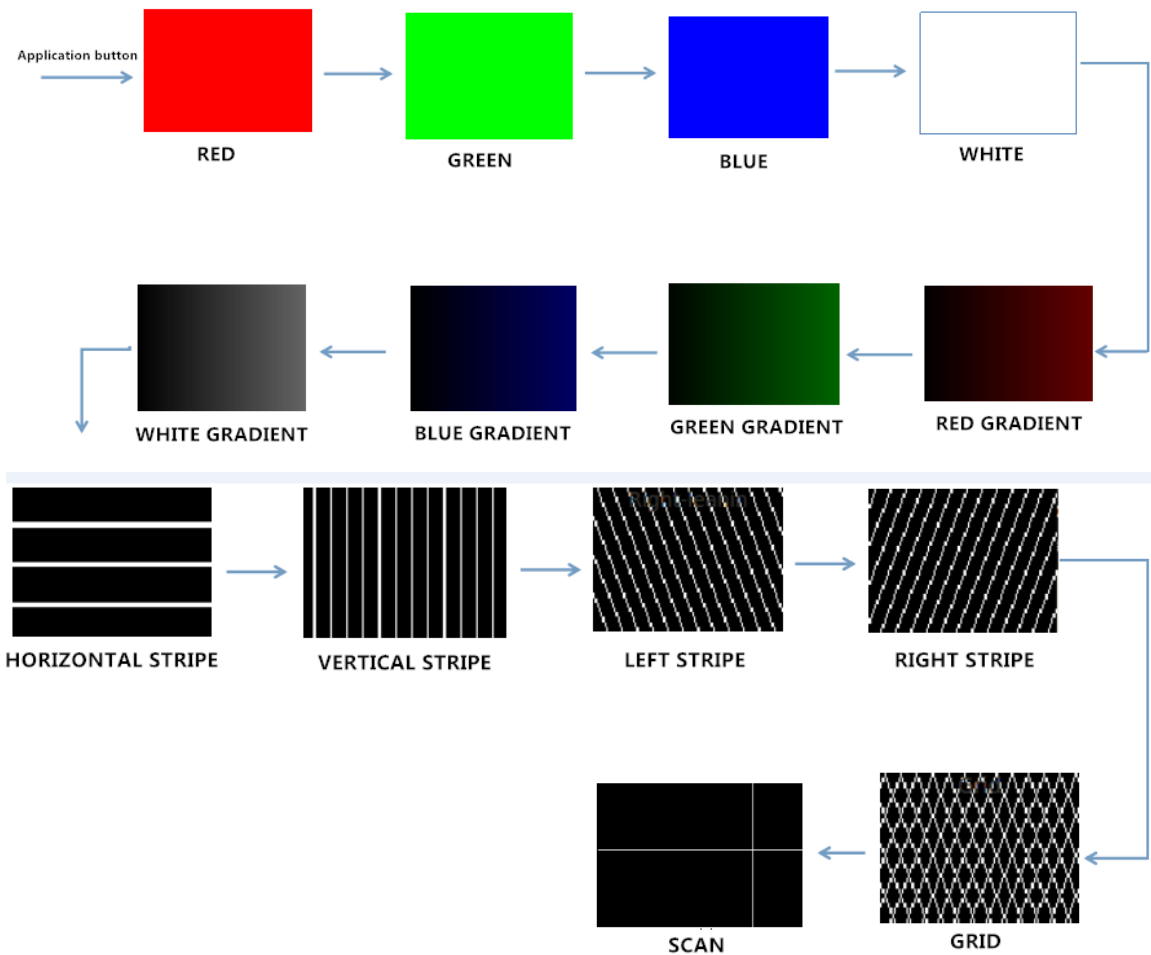 Application button
RED
GREEN
BLUE
WHITE
WHITE GRADIENT
BLUE GRADIENT
GREEN GRADIENT
RED GRADIENT
HORIZONTAL STRIPE
VERTICAL STRIPE
LEFT STRIPE
RIGHT STRIPE
Grid
SCAN
GRID